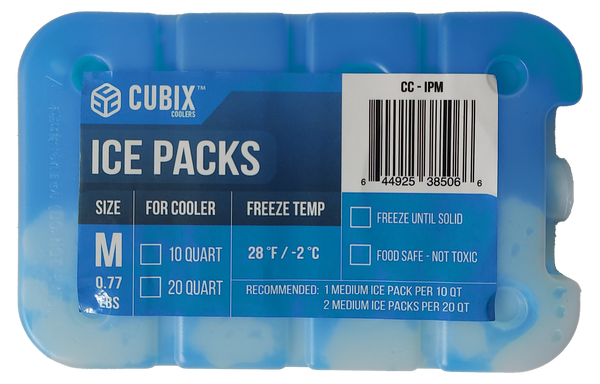 CUBIX™
COOLERS
CC - IPM
6 44925 38506 6
ICE PACKS
SIZE
FOR COOLER
FREEZE TEMP
M
0.77
LBS
10 QUART
20 QUART
28 °F / -2 °C
FREEZE UNTIL SOLID
FOOD SAFE - NOT TOXIC
RECOMMENDED: 1 MEDIUM ICE PACK PER 10 QT
2 MEDIUM ICE PACKS PER 20 QT